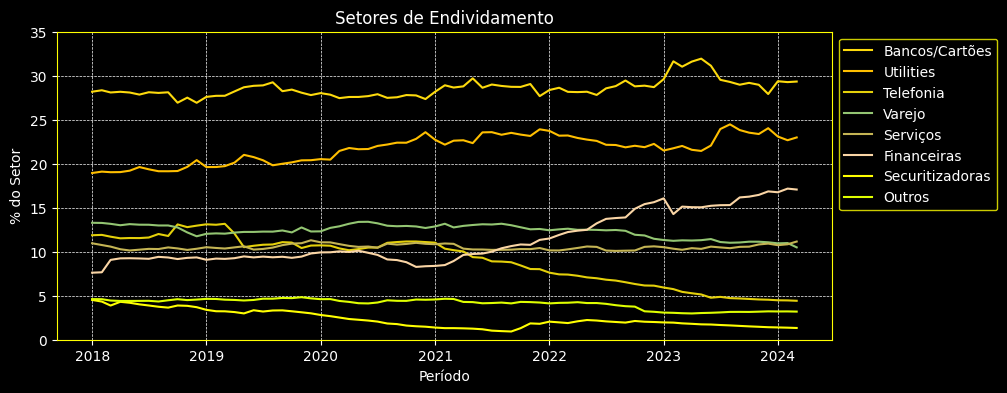 Setores de Endividamento
35
30
25
20
15
10
5
0
% do Setor
2018 2019 2020 2021 2022 2023 2024
Período
Bancos/Cartões
Utilities
Telefonia
Varejo
Serviços
Financeiras
Securitizadoras
Outros